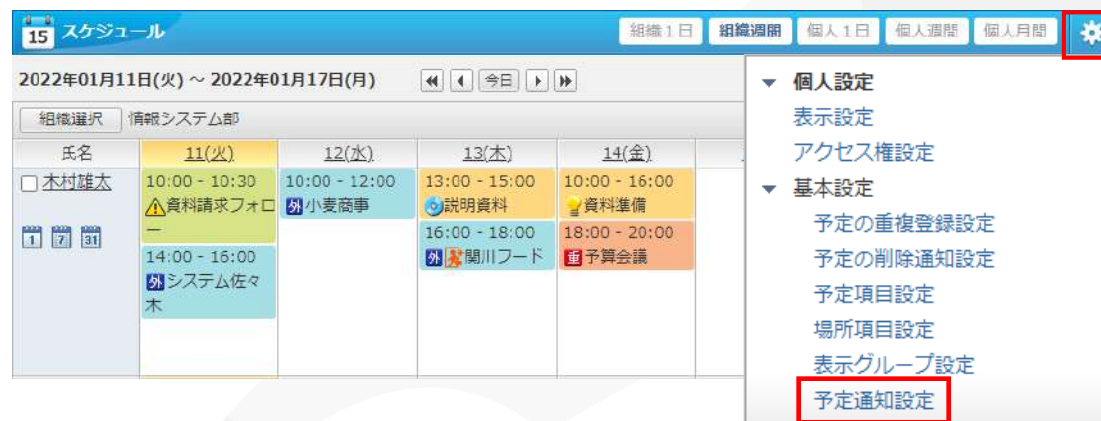 15 スケジュール 組織1日 組織週間 個人1日 個人週間 個人月間
2022年01月11日(火) ~ 2022年01月17日(月) 今日
組織選択 情報システム部
氏名 11(火) 12(水) 13(木) 14(金)
木村雄太
1 7 31
10:00 - 10:30
資料請求フォロ
ー
14:00 - 16:00
外システム佐々
木
10:00 - 12:00
外小麦商事
13:00 - 15:00
説明資料
16:00 - 18:00
外関川フード
10:00 - 16:00
資料準備
18:00 - 20:00
重予算会議
▼ 個人設定
表示設定
アクセス権設定
▼ 基本設定
予定の重複登録設定
予定の削除通知設定
予定項目設定
場所項目設定
表示グループ設定
予定通知設定